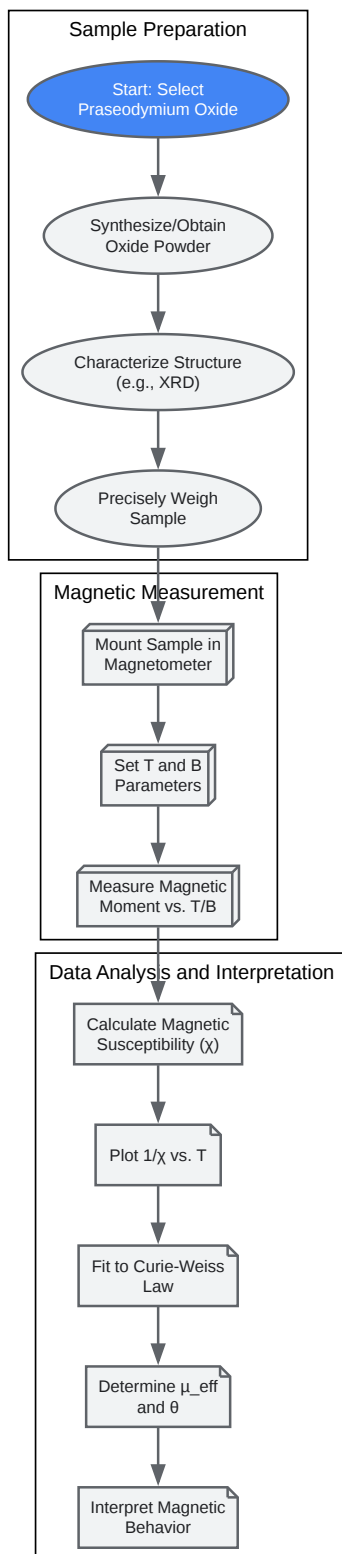 Sample Preparation
Start: Select
Praseodymium Oxide
Synthesize/Obtain
Oxide Powder
Characterize Structure
(e.g., XRD)
Precisely Weigh
Sample
Magnetic Measurement
Mount Sample in
Magnetometer
Set T and B
Parameters
Measure Magnetic
Moment vs. T/B
Data Analysis and Interpretation
Calculate Magnetic
Susceptibility (χ)
Plot 1/χ vs. T
Fit to Curie-Weiss
Law
Determine µ_eff
and θ
Interpret Magnetic
Behavior